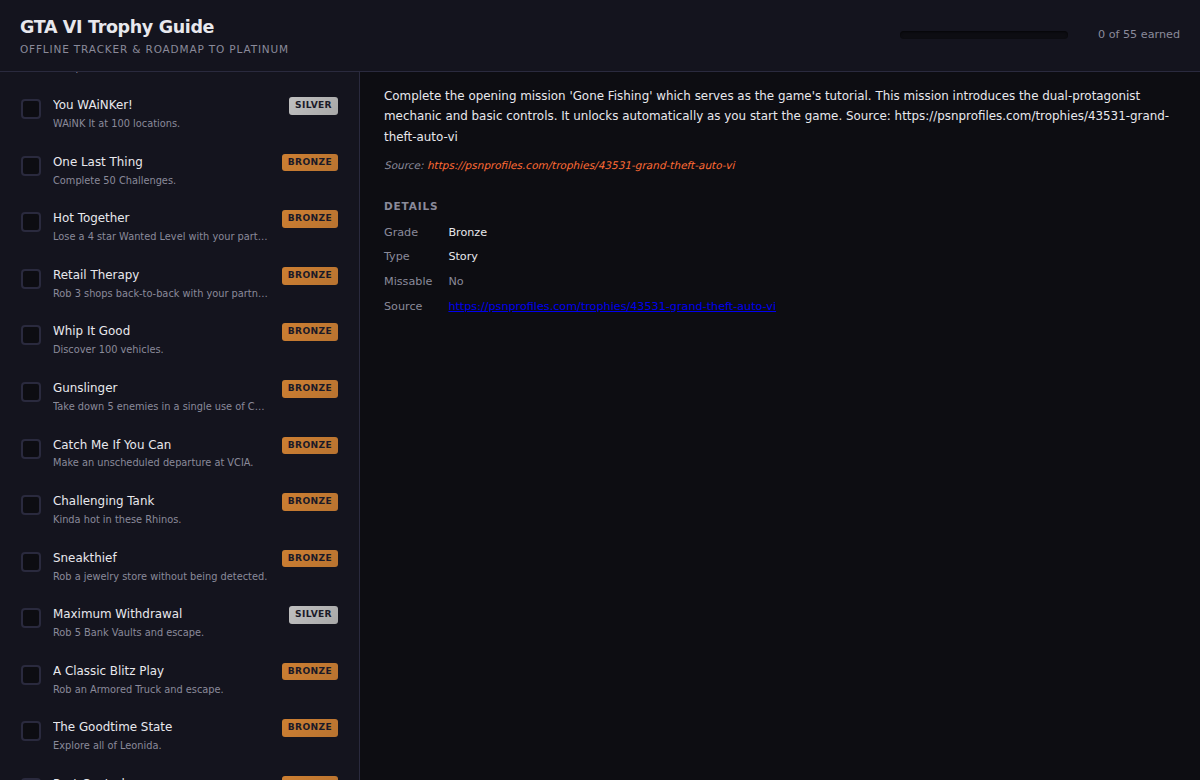 GTA VI Trophy Guide
OFFLINE TRACKER & ROADMAP TO PLATINUM
0 of 55 earned
You WAiNKer!
SILVER
WAiNK It at 100 locations.
One Last Thing
BRONZE
Complete 50 Challenges.
Hot Together
BRONZE
Lose a 4 star Wanted Level with your part...
Retail Therapy
BRONZE
Rob 3 shops back-to-back with your partn...
Whip It Good
BRONZE
Discover 100 vehicles.
Gunslinger
BRONZE
Take down 5 enemies in a single use of C...
Catch Me If You Can
BRONZE
Make an unscheduled departure at VCIA.
Challenging Tank
BRONZE
Kinda hot in these Rhinos.
Sneakthief
BRONZE
Rob a jewelry store without being detected.
Maximum Withdrawal
SILVER
Rob 5 Bank Vaults and escape.
A Classic Blitz Play
BRONZE
Rob an Armored Truck and escape.
The Goodtime State
BRONZE
Explore all of Leonida.
Complete the opening mission 'Gone Fishing' which serves as the game's tutorial. This mission introduces the dual-protagonist
mechanic and basic controls. It unlocks automatically as you start the game. Source: https://psnprofiles.com/trophies/43531-grand-
theft-auto-vi
Source: https://psnprofiles.com/trophies/43531-grand-theft-auto-vi
DETAILS
Grade Bronze
Type Story
Missable No
Source https://psnprofiles.com/trophies/43531-grand-theft-auto-vi